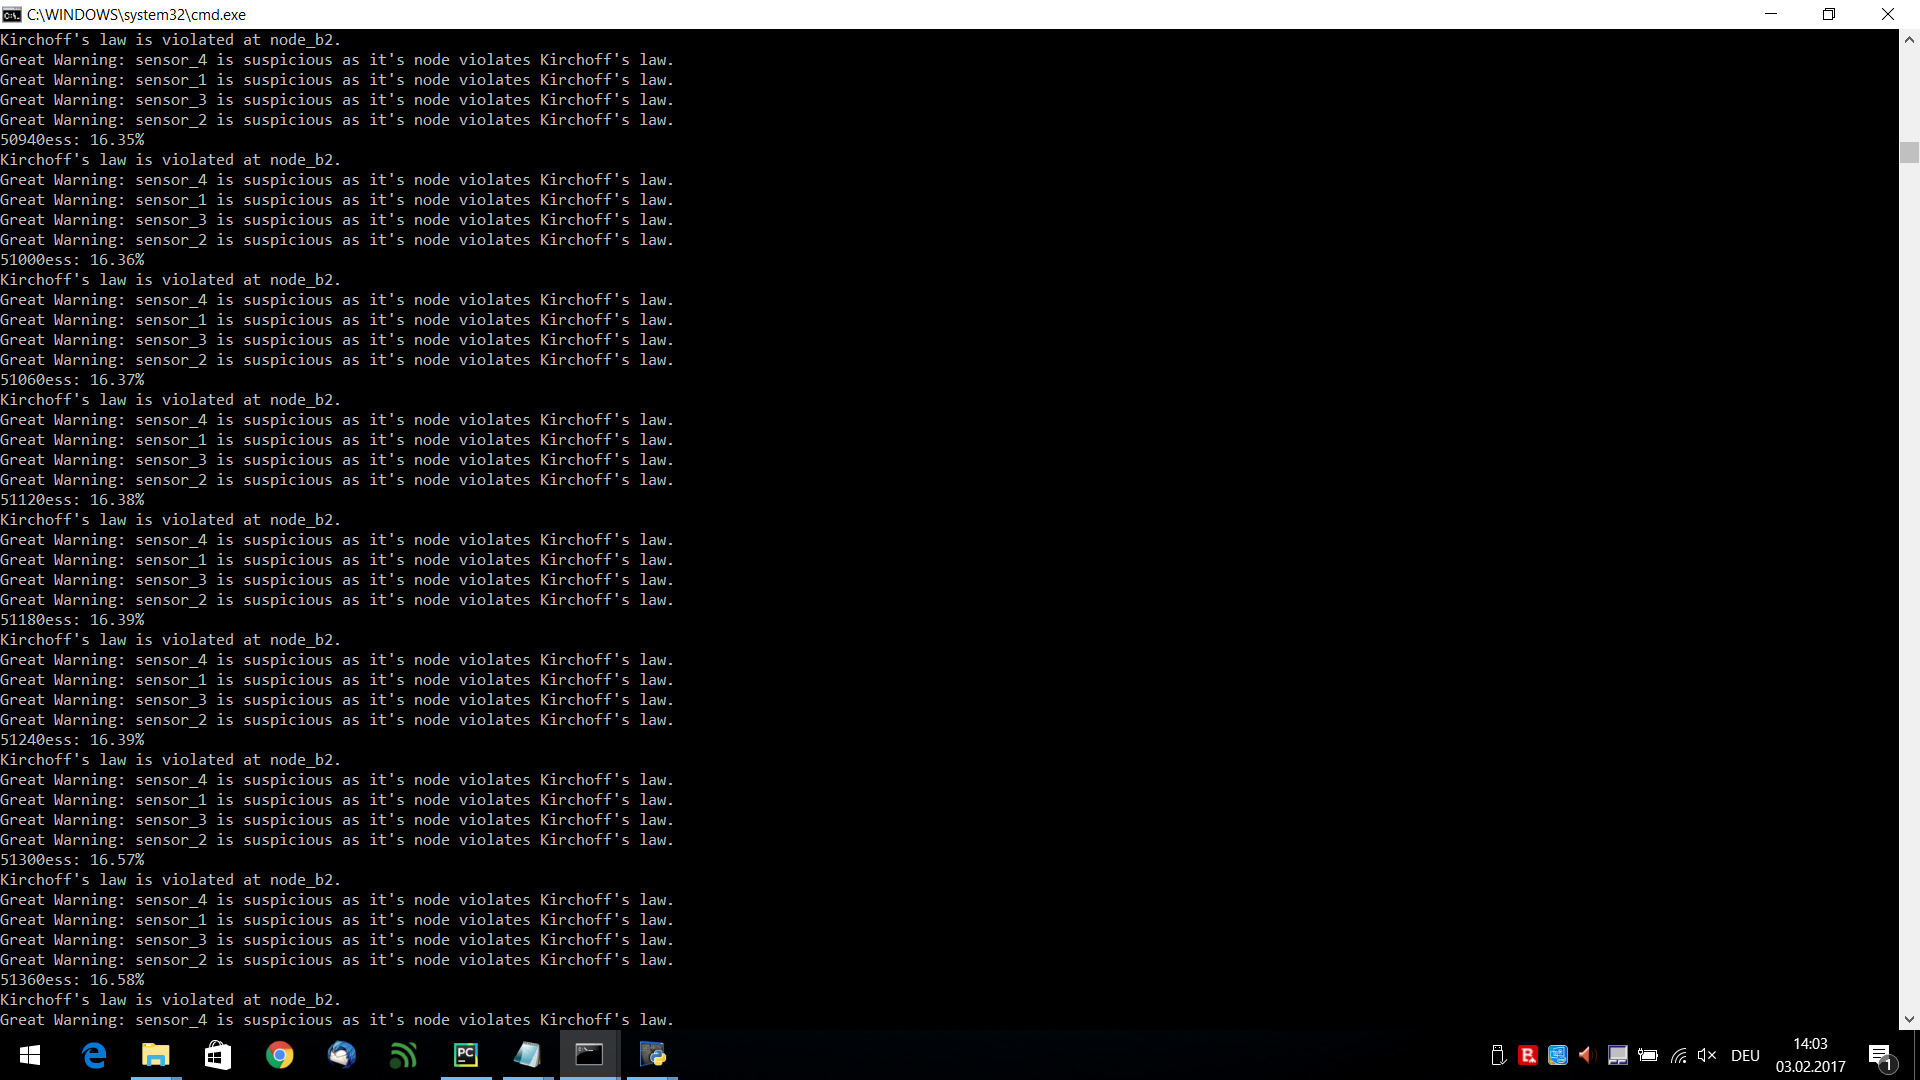 C:\WINDOWS\system32\cmd.exe
Kirchoff's law is violated at node_b2.
Great Warning: sensor_4 is suspicious as it's node violates Kirchoff's law.
Great Warning: sensor_1 is suspicious as it's node violates Kirchoff's law.
Great Warning: sensor_3 is suspicious as it's node violates Kirchoff's law.
Great Warning: sensor_2 is suspicious as it's node violates Kirchoff's law.
50940ess: 16.35%
Kirchoff's law is violated at node_b2.
Great Warning: sensor_4 is suspicious as it's node violates Kirchoff's law.
Great Warning: sensor_1 is suspicious as it's node violates Kirchoff's law.
Great Warning: sensor_3 is suspicious as it's node violates Kirchoff's law.
Great Warning: sensor_2 is suspicious as it's node violates Kirchoff's law.
51000ess: 16.36%
Kirchoff's law is violated at node_b2.
Great Warning: sensor_4 is suspicious as it's node violates Kirchoff's law.
Great Warning: sensor_1 is suspicious as it's node violates Kirchoff's law.
Great Warning: sensor_3 is suspicious as it's node violates Kirchoff's law.
Great Warning: sensor_2 is suspicious as it's node violates Kirchoff's law.
51060ess: 16.37%
Kirchoff's law is violated at node_b2.
Great Warning: sensor_4 is suspicious as it's node violates Kirchoff's law.
Great Warning: sensor_1 is suspicious as it's node violates Kirchoff's law.
Great Warning: sensor_3 is suspicious as it's node violates Kirchoff's law.
Great Warning: sensor_2 is suspicious as it's node violates Kirchoff's law.
51120ess: 16.38%
Kirchoff's law is violated at node_b2.
Great Warning: sensor_4 is suspicious as it's node violates Kirchoff's law.
Great Warning: sensor_1 is suspicious as it's node violates Kirchoff's law.
Great Warning: sensor_3 is suspicious as it's node violates Kirchoff's law.
Great Warning: sensor_2 is suspicious as it's node violates Kirchoff's law.
51180ess: 16.39%
Kirchoff's law is violated at node_b2.
Great Warning: sensor_4 is suspicious as it's node violates Kirchoff's law.
Great Warning: sensor_1 is suspicious as it's node violates Kirchoff's law.
Great Warning: sensor_3 is suspicious as it's node violates Kirchoff's law.
Great Warning: sensor_2 is suspicious as it's node violates Kirchoff's law.
51240ess: 16.39%
Kirchoff's law is violated at node_b2.
Great Warning: sensor_4 is suspicious as it's node violates Kirchoff's law.
Great Warning: sensor_1 is suspicious as it's node violates Kirchoff's law.
Great Warning: sensor_3 is suspicious as it's node violates Kirchoff's law.
Great Warning: sensor_2 is suspicious as it's node violates Kirchoff's law.
51300ess: 16.57%
Kirchoff's law is violated at node_b2.
Great Warning: sensor_4 is suspicious as it's node violates Kirchoff's law.
Great Warning: sensor_1 is suspicious as it's node violates Kirchoff's law.
Great Warning: sensor_3 is suspicious as it's node violates Kirchoff's law.
Great Warning: sensor_2 is suspicious as it's node violates Kirchoff's law.
51360ess: 16.58%
Kirchoff's law is violated at node_b2.
Great Warning: sensor_4 is suspicious as it's node violates Kirchoff's law.
PC
DEU
14:03
03.02.2017
1